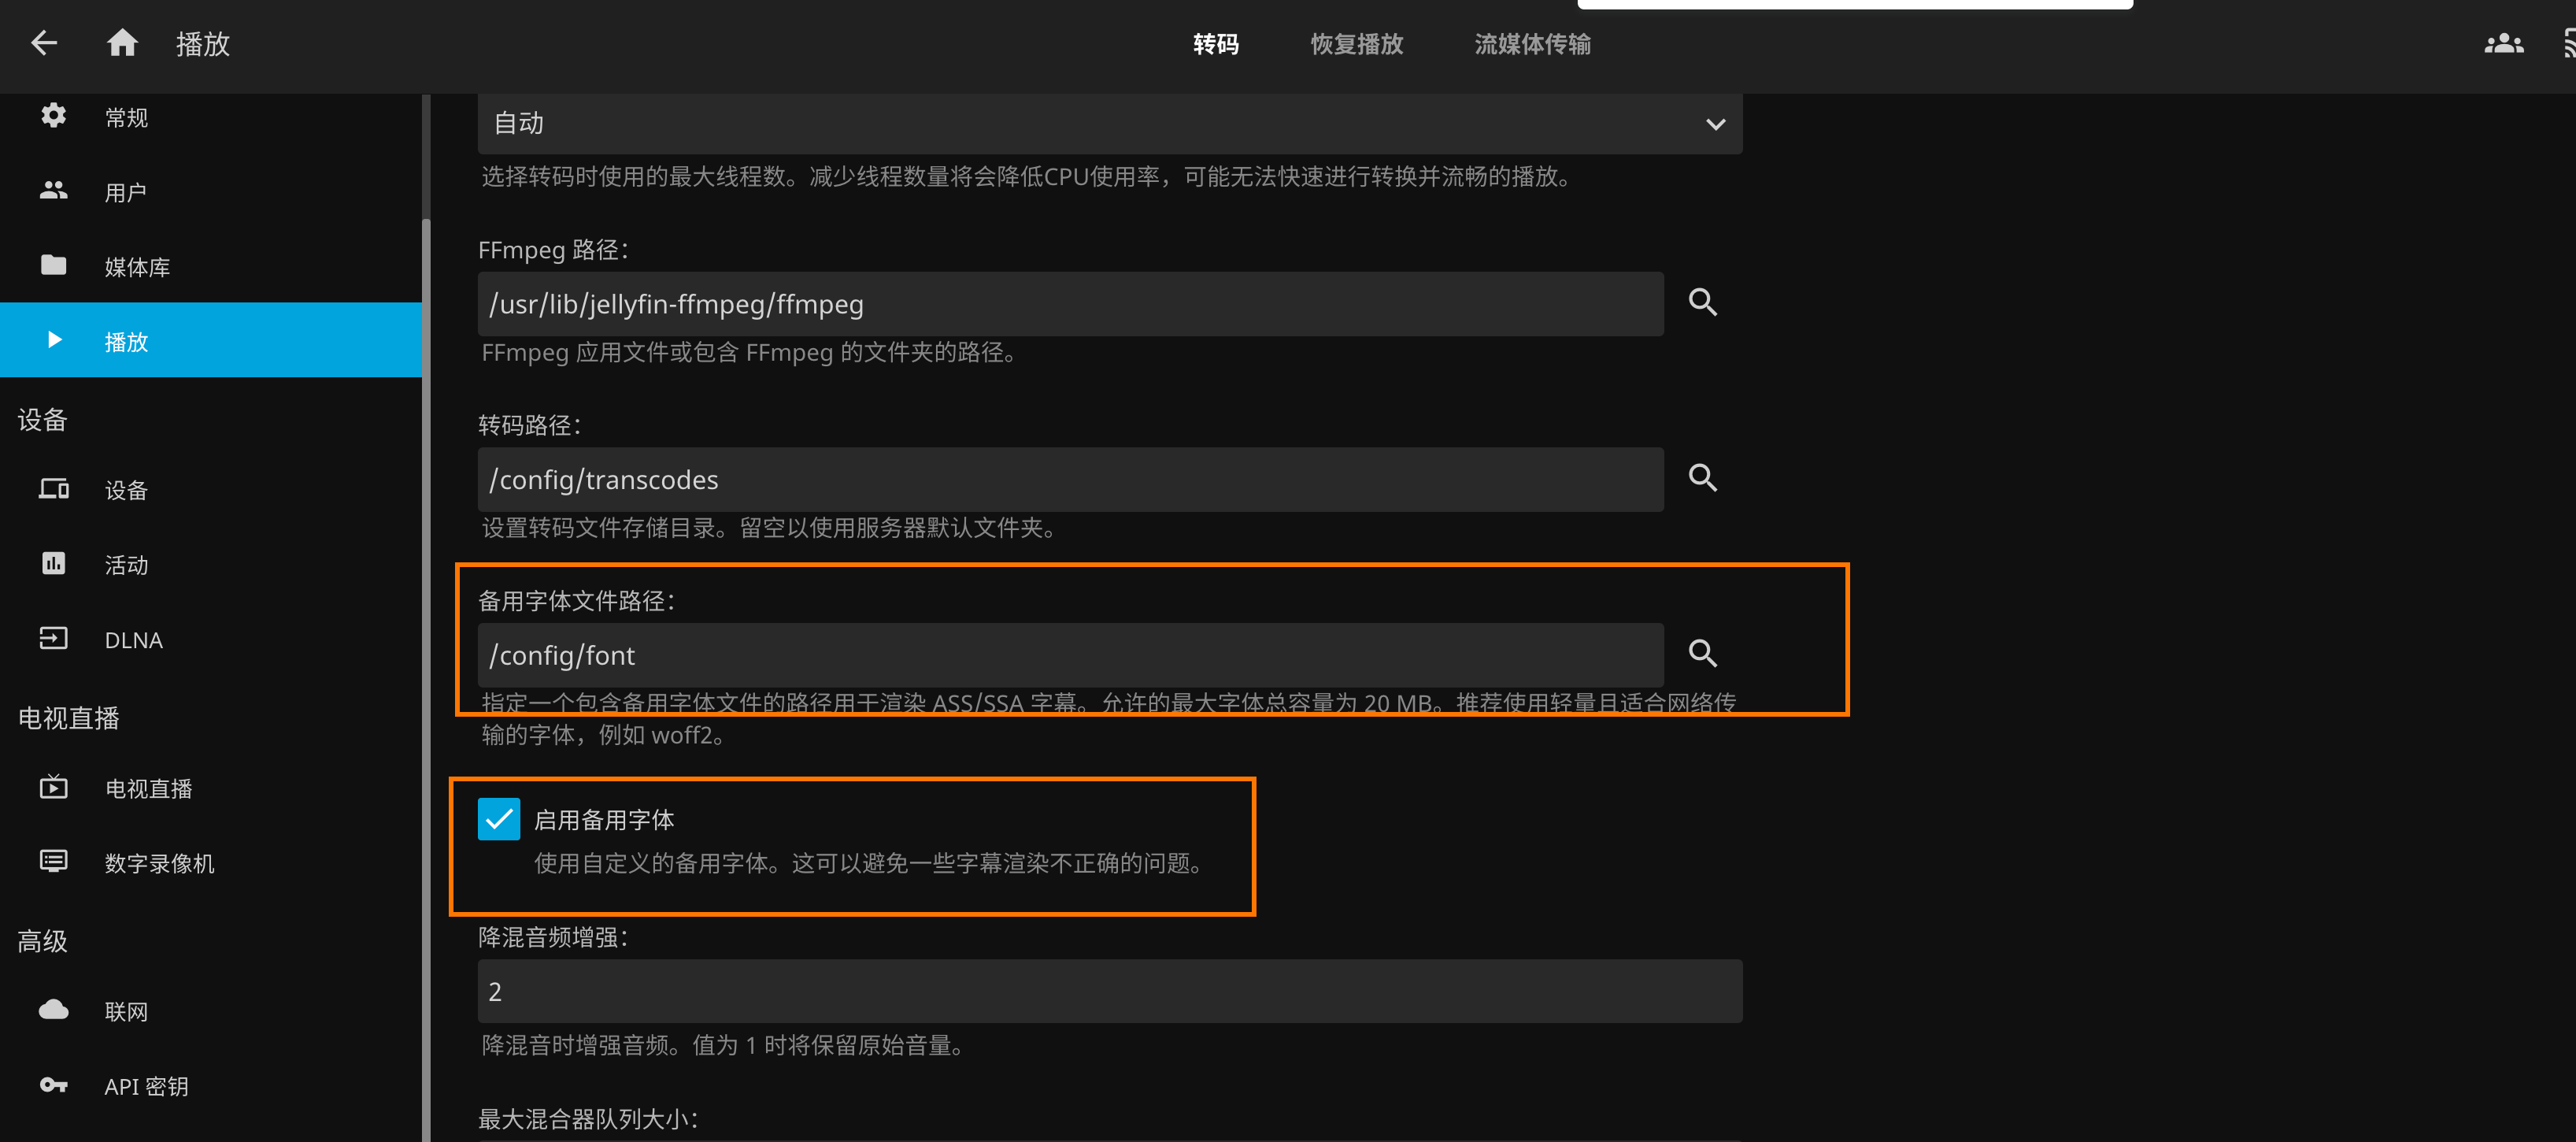 播放
转码
恢复播放
流媒体传输
常规
用户
媒体库
播放
设备
设备
活动
DLNA
电视直播
电视直播
数字录像机
高级
联网
API 密钥
自动
选择转码时使用的最大线程数。减少线程数量将会降低CPU使用率，可能无法快速进行转换并流畅的播放。
FFmpeg 路径：
/usr/lib/jellyfin-ffmpeg/ffmpeg
FFmpeg 应用文件或包含 FFmpeg 的文件夹的路径。
转码路径：
/config/transcodes
设置转码文件存储目录。留空以使用服务器默认文件夹。
备用字体文件路径：
/config/font
指定一个包含备用字体文件的路径用于渲染 ASS/SSA 字幕。允许的最大字体总容量为 20 MB。推荐使用轻量且适合网络传
输的字体，例如 woff2。
启用备用字体
使用自定义的备用字体。这可以避免一些字幕渲染不正确的问题。
降混音频增强：
2
降混音时增强音频。值为 1 时将保留原始音量。
最大混合器队列大小：